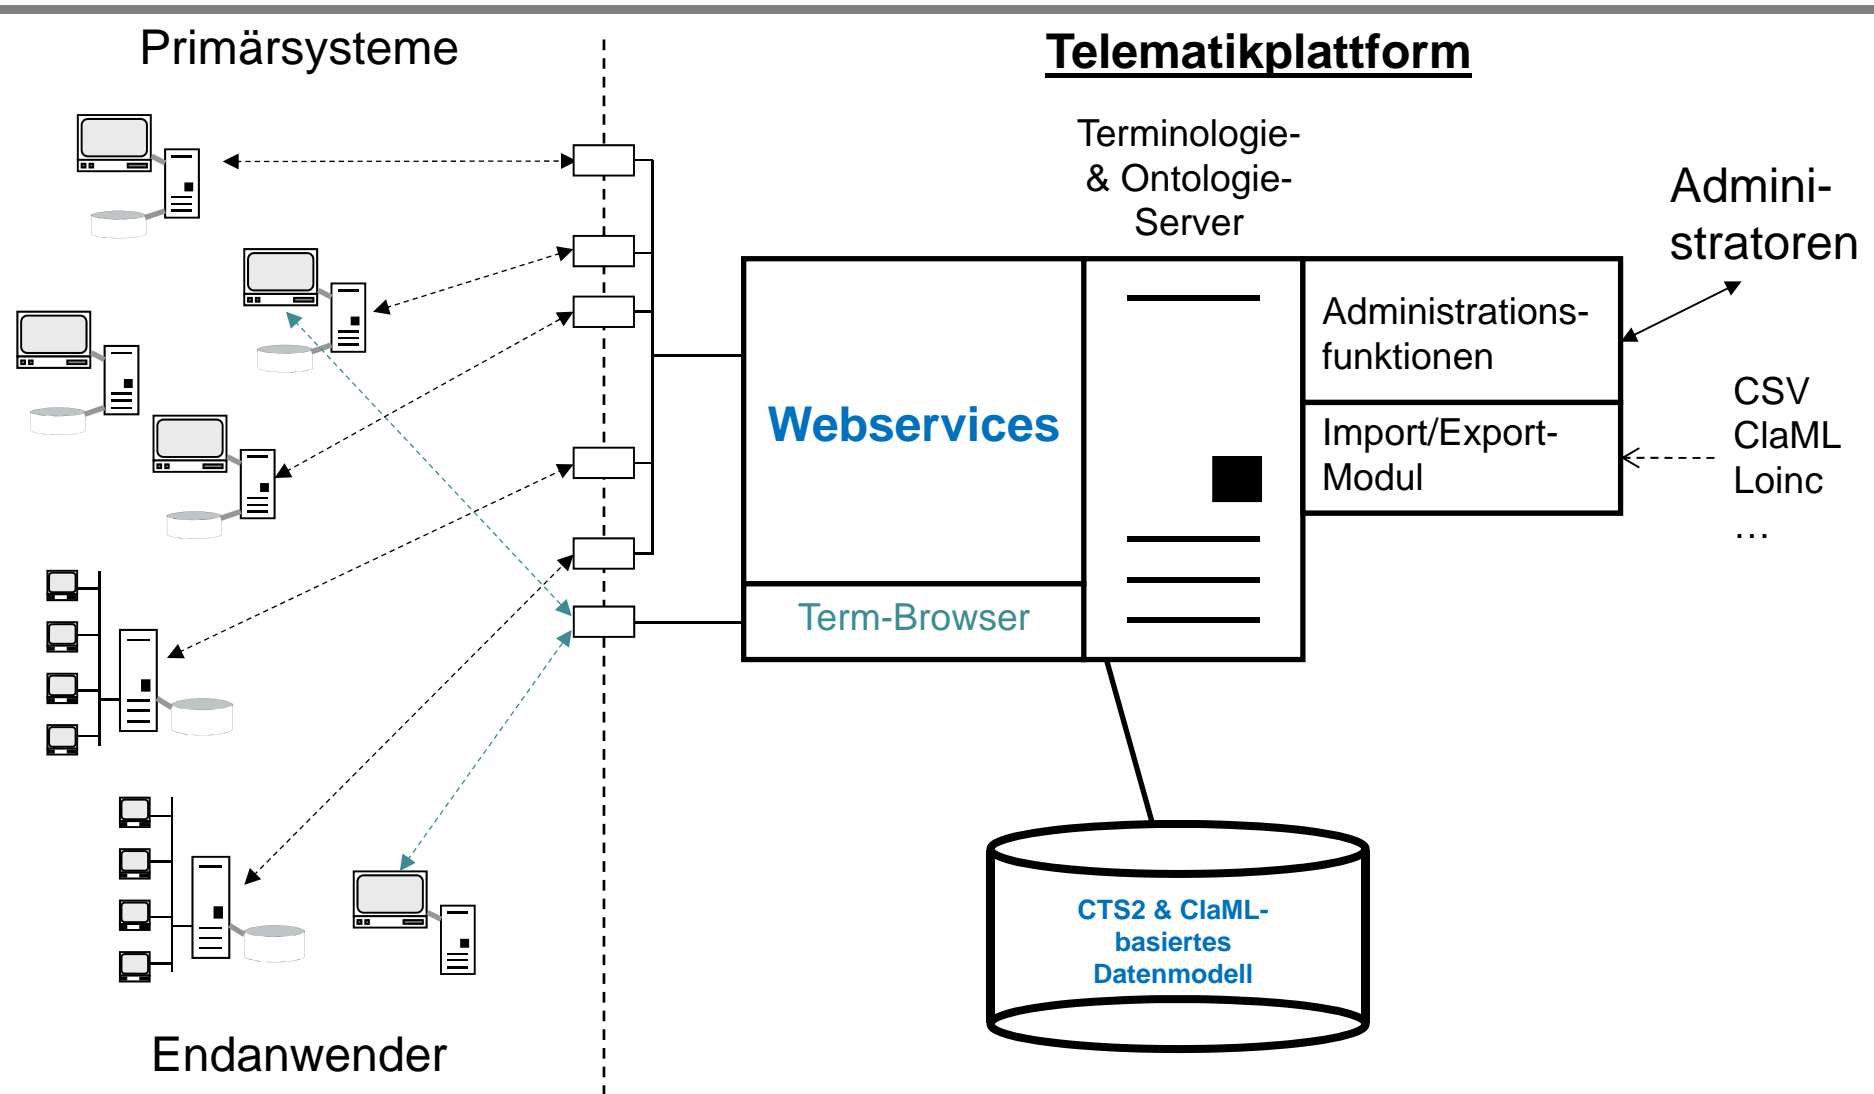 Primärsysteme
Telematikplattform
Terminologie-
& Ontologie-
Server
Admini-
stratoren
Administrations-
funktionen
CSV
ClaML
Loinc
…
Webservices
Import/Export-
Modul
Term-Browser
CTS2 & ClaML-
basiertes
Datenmodell
Endanwender